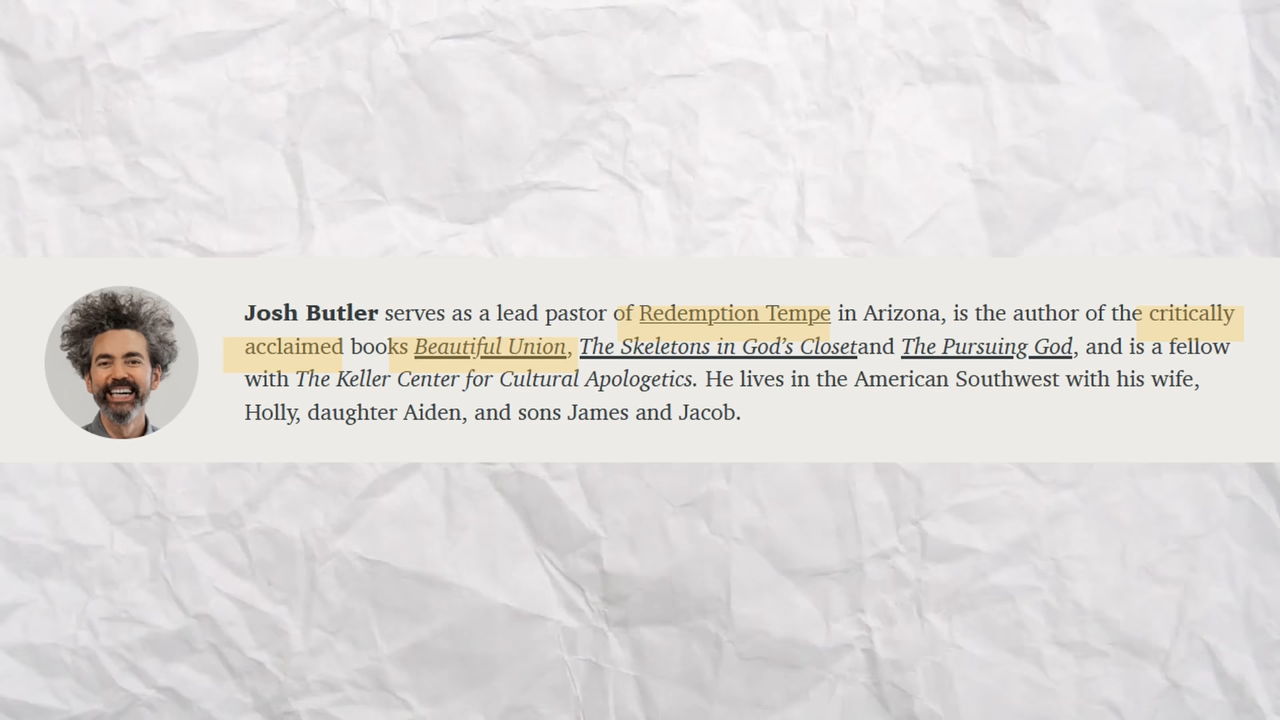 Josh Butler serves as a lead pastor of Redemption Tempe in Arizona, is the author of the critically
acclaimed books Beautiful Union, The Skeletons in God’s Closetand The Pursuing God, and is a fellow
with The Keller Center for Cultural Apologetics. He lives in the American Southwest with his wife,
Holly, daughter Aiden, and sons James and Jacob.